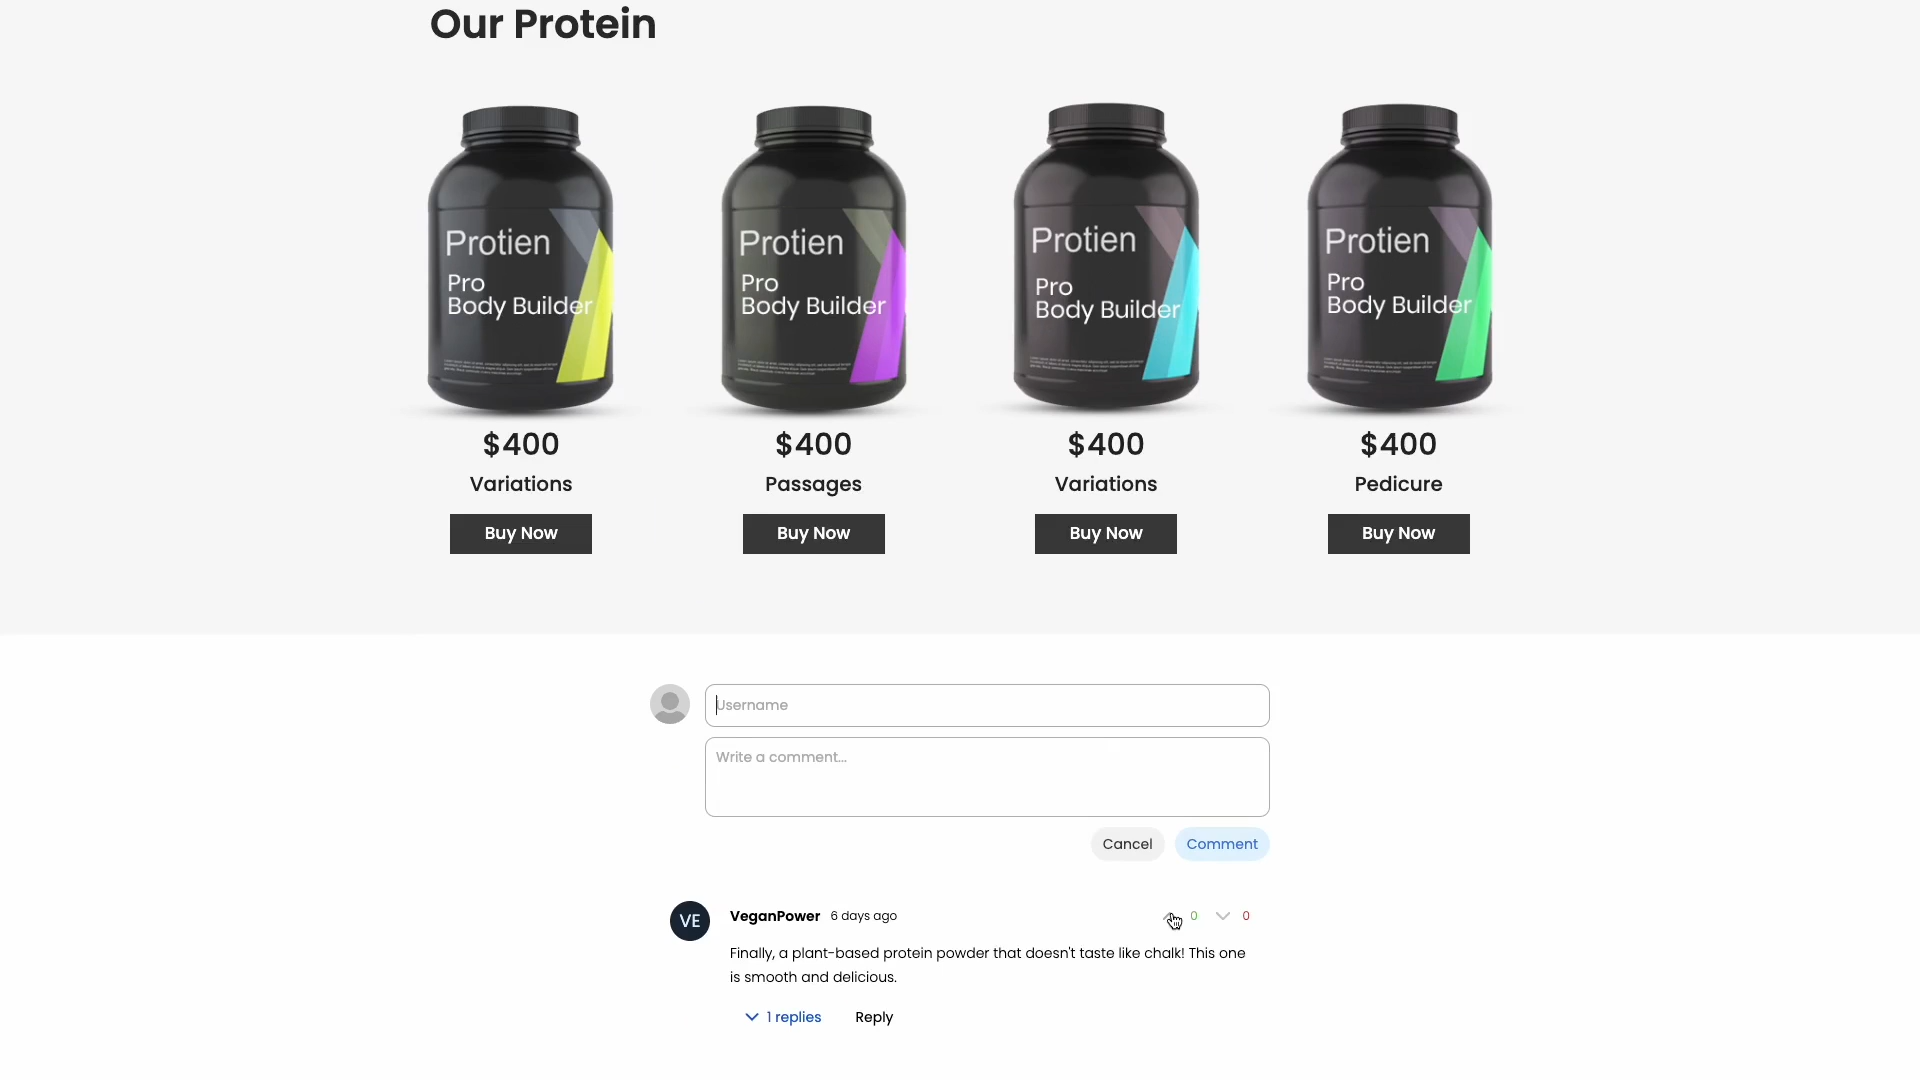 Our Protein
Protien
Pro
Body Builder
Protien
Pro
Body Builder
Protien
Pro
Body Builder
Protien
Pro
Body Builder
$400
$400
$400
$400
Variations
Passages
Variations
Pedicure
Buy Now
Buy Now
Buy Now
Buy Now
Username
Write a comment...
Cancel
Comment
VE
VeganPower
6 days ago
0
0
Finally, a plant-based protein powder that doesn't taste like chalk! This one
is smooth and delicious.
1 replies
Reply